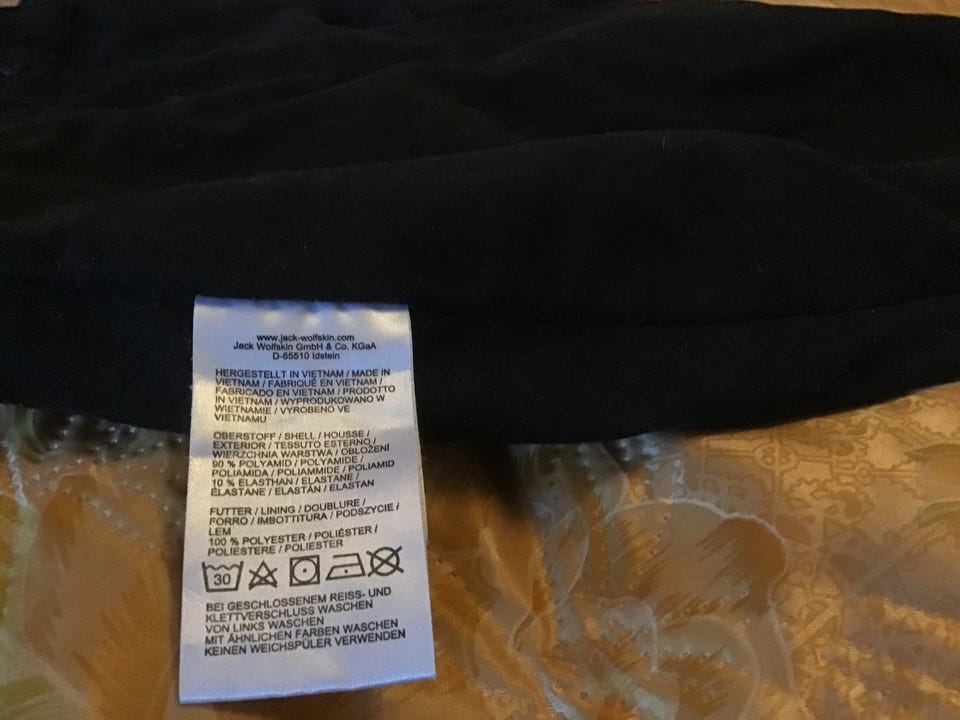 www.jack-wolfskin.com
Jack Wolfskin GmbH & Co. KGaA
D-65510 Idstein
HERGESTELLT IN VIETNAM / MADE IN
VIETNAM / FABRIQUÉ EN VIETNAM /
FABRICADO EN VIETNAM / PRODOTTO
IN VIETNAM / WYPRODUKOWANO W
WIETNAMIE / VYROBENO VE
VIETNAMU
OBERSTOFF / SHELL / HOUSSE /
EXTERIOR / TESSUTO ESTERNO /
WIERZCHNIA WARSTWA / OBLOŽENÍ
90 % POLYAMID / POLYAMIDE /
POLIAMIDA / POLIAMMIDE / POLIAMID
10 % ELASTHAN / ELASTANE /
ÉLASTANE / ELASTÁN / ELASTAN
FUTTER / LINING / DOUBLURE /
FORRO / IMBOTTITURA / PODSZYCIE /
LEM
100 % POLYESTER / POLIÉSTER /
POLIESTERE / POLIESTER
30
BEI GESCHLOSSENEM REISS- UND
KLETTVERSCHLUSS WASCHEN
VON LINKS WASCHEN
MIT ÄHNLICHEN FARBEN WASCHEN
KEINEN WEICHSPÜLER VERWENDEN